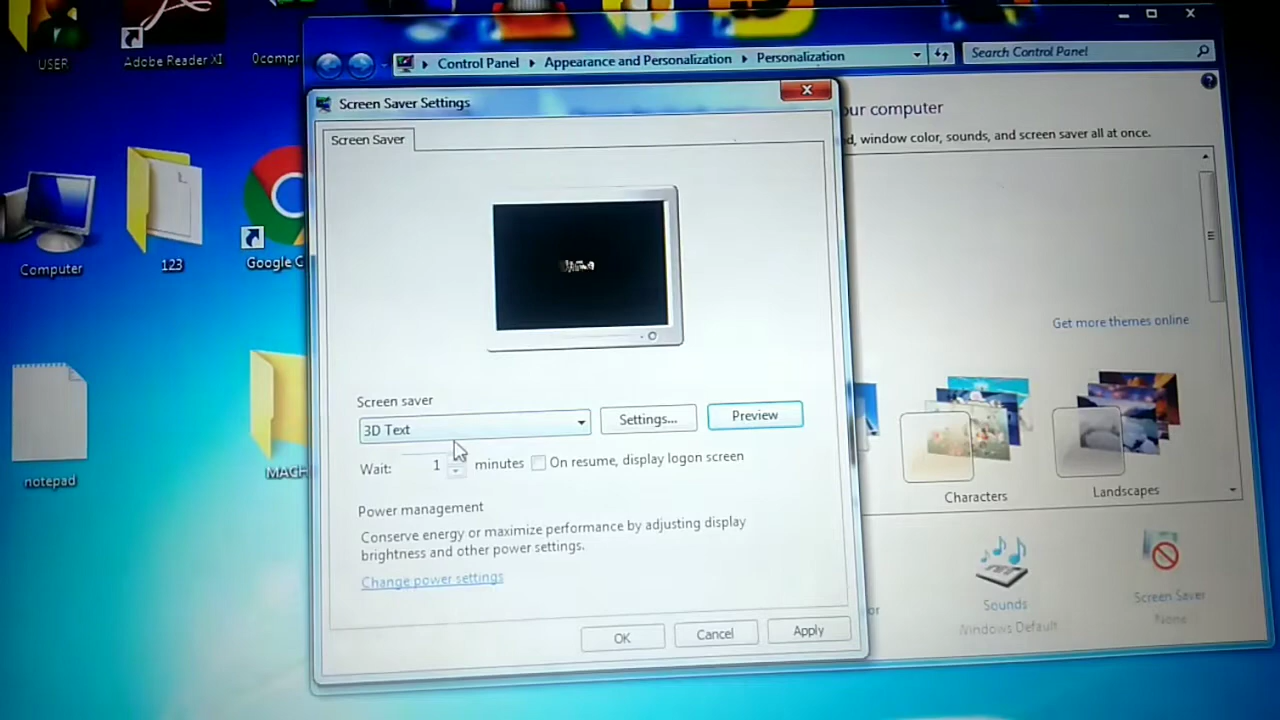 USER
Adobe Reader XI
0compr
Control Panel
Appearance and Personalization
Personalization
Search Control Panel
Screen Saver Settings
our computer
d, window color, sounds, and screen saver all at once.
Screen Saver
Computer
123
Google C
Get more themes online
Screen saver
3D Text
Settings...
Preview
Wait:
1
minutes
On resume, display logon screen
notepad
MACH
Characters
Landscapes
Power management
Conserve energy or maximize performance by adjusting display
brightness and other power settings.
Change power settings
OK
Cancel
Apply
or
Sounds
Windows Default
Screen Saver
None